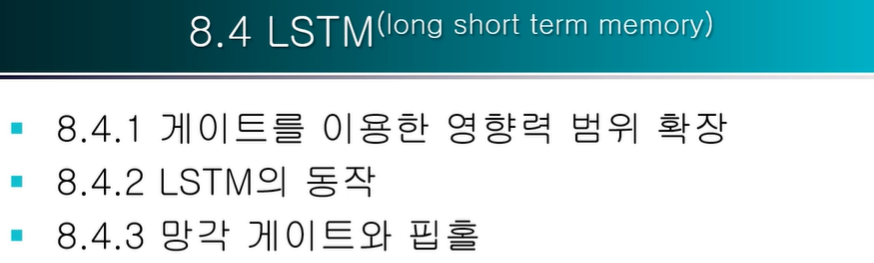 8.4 LSTM(long short term memory)
8.4.1 게이트를 이용한 영향력 범위 확장
8.4.2 LSTM의 동작
8.4.3 망각 게이트와 핍홀